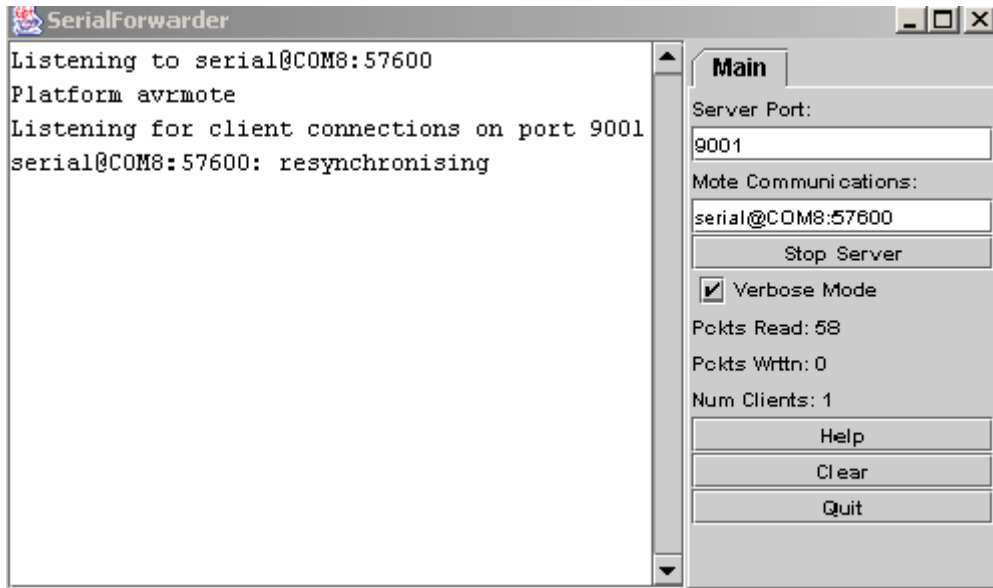 SerialForwarder
Listening to serial@COM8:57600
Platform avrmote
Listening for client connections on port 9001
serial@COM8:57600: resynchronising
Main
Server Port:
9001
Mote Communications:
serial@COM8:57600
Stop Server
Verbose Mode
Pckts Read: 58
Pckts Wrttn: 0
Num Clients: 1
Help
Clear
Quit